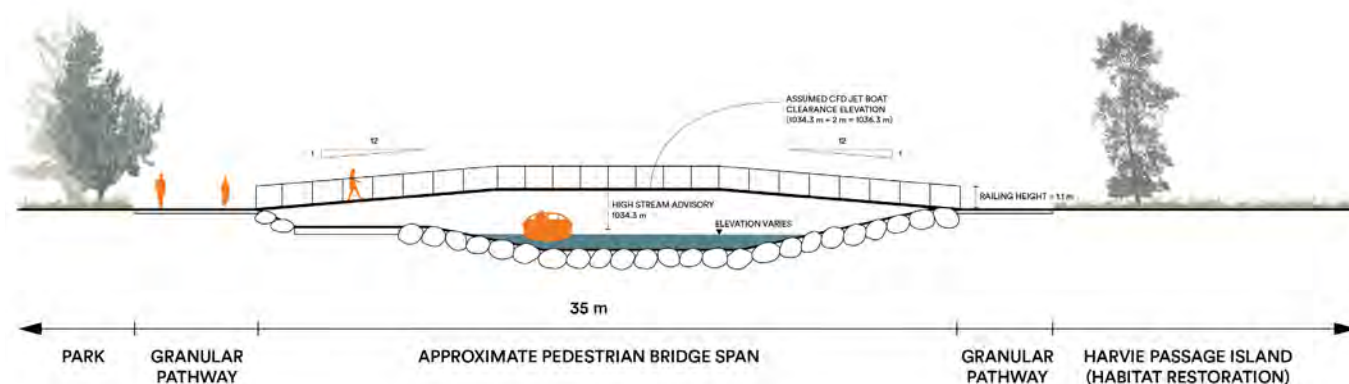 ASSUMED CFD JET BOAT
CLEARANCE ELEVATION
(1034.3 m + 2 m = 1036.3 m)
12
1
12
1
RAILING HEIGHT = 1.1 m
HIGH STREAM ADVISORY
1034.3 m
ELEVATION VARIES
35 m
PARK
GRANULAR
PATHWAY
APPROXIMATE PEDESTRIAN BRIDGE SPAN
GRANULAR
PATHWAY
HARVIE PASSAGE ISLAND
(HABITAT RESTORATION)